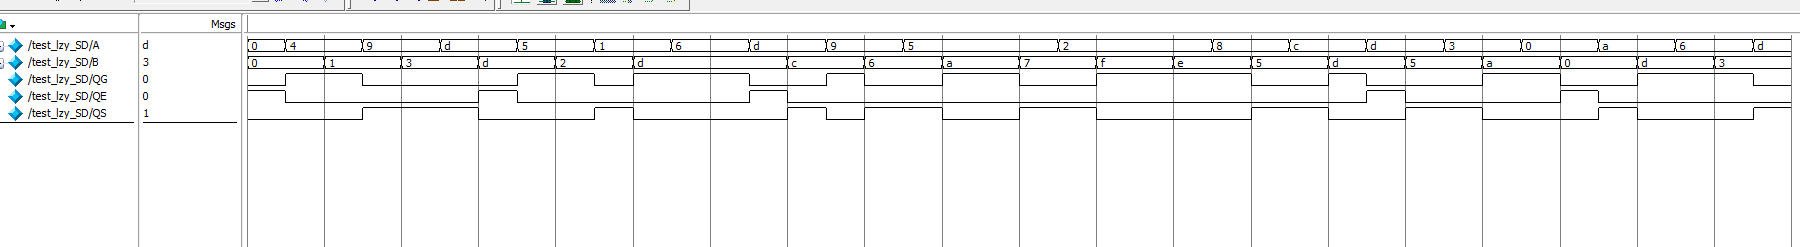 Msgs
/test_lzy_SD/A d 0 4 9 d 5 1 6 d 9 5 2 8 c d 3 0 a 6 d
/test_lzy_SD/B 3 0 1 3 d 2 d c 6 a 7 f e 5 d 5 a 0 d 3
/test_lzy_SD/QG 0
/test_lzy_SD/QE 0
/test_lzy_SD/QS 1